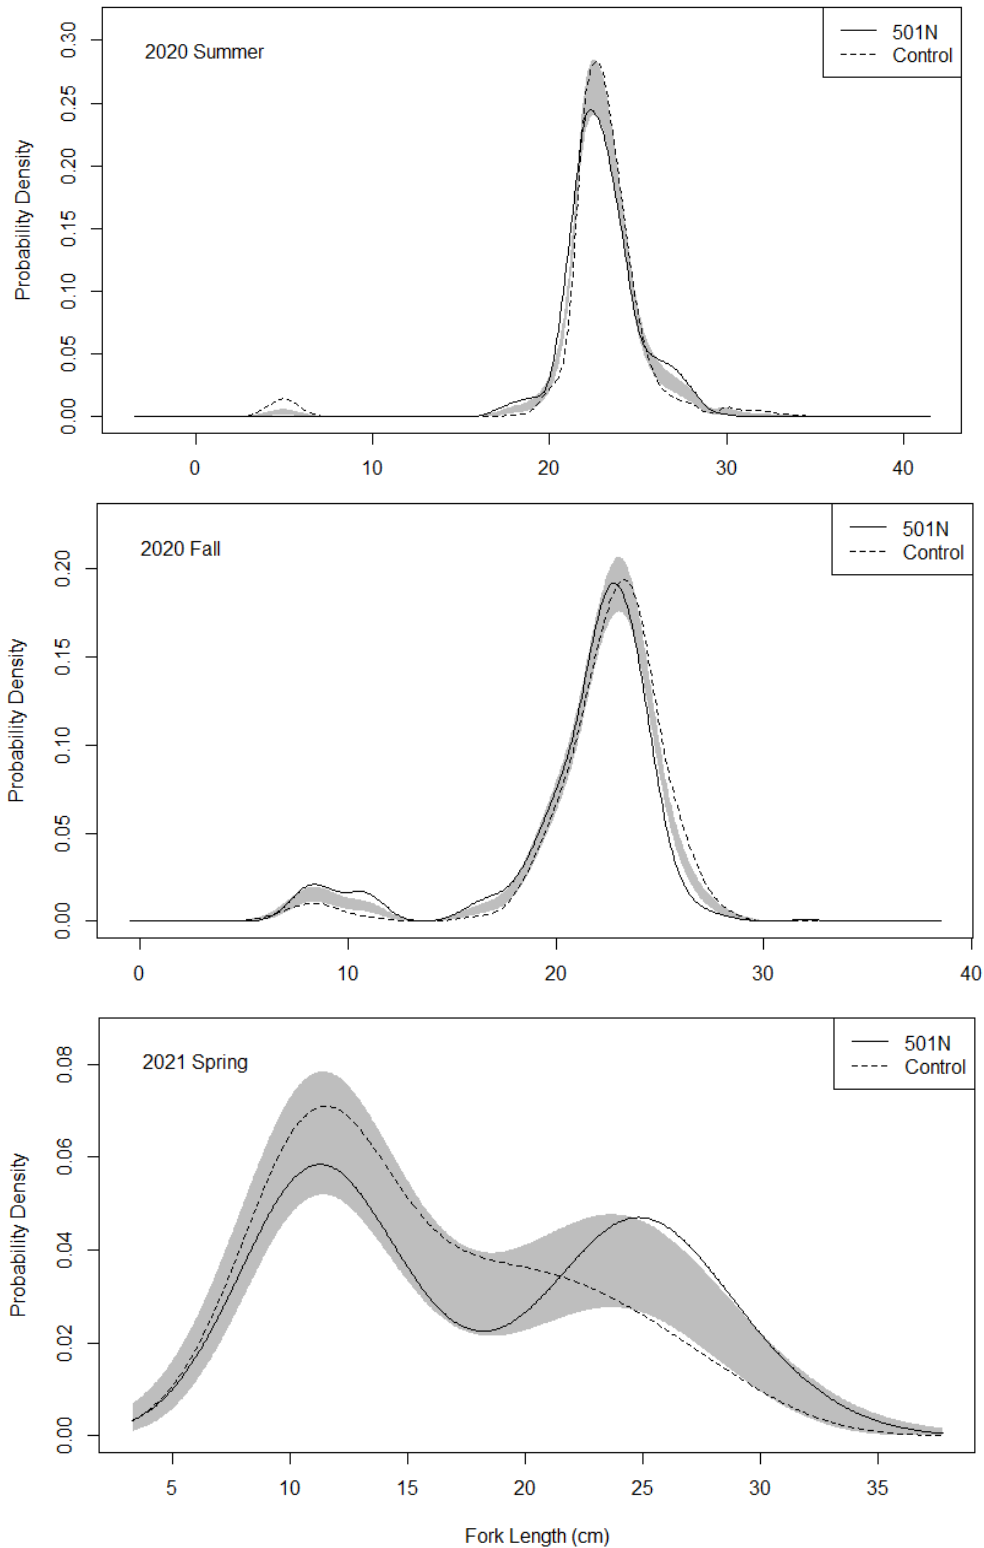 2020 Summer
501N
Control
Probability Density
0.30
0.25
0.20
0.15
0.10
0.05
0.00
0 10 20 30 40
2020 Fall
501N
Control
Probability Density
0.20
0.15
0.10
0.05
0.00
0 10 20 30 40
2021 Spring
501N
Control
Probability Density
0.08
0.06
0.04
0.02
0.00
5 10 15 20 25 30 35
Fork Length (cm)